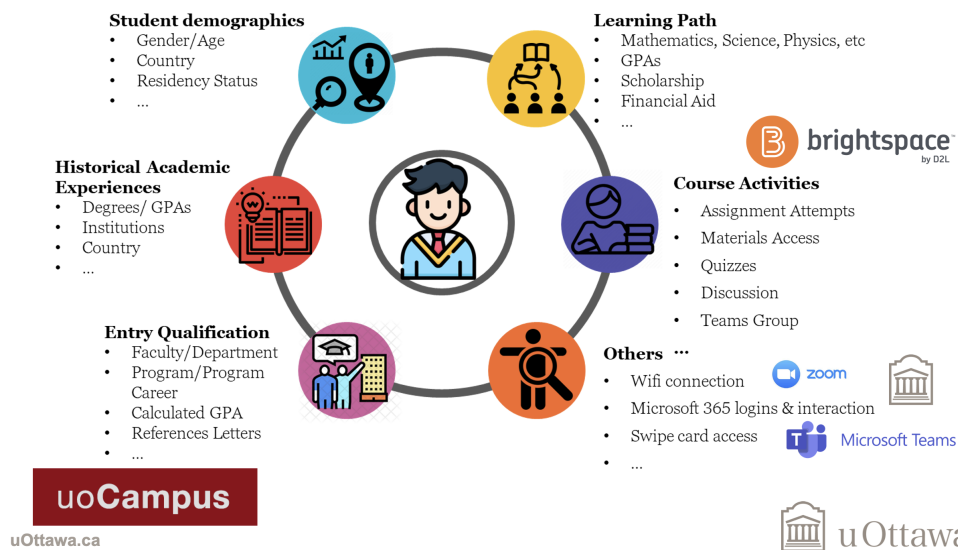 Student demographics
• Gender/Age
• Country
• Residency Status
• ...
Learning Path
• Mathematics, Science, Physics, etc
• GPAs
• Scholarship
• Financial Aid
• ...
brightspace™
by D2L
Historical Academic
Experiences
• Degrees/ GPAs
• Institutions
• Country
• ...
Course Activities
• Assignment Attempts
• Materials Access
• Quizzes
• Discussion
• Teams Group
...
Entry Qualification
• Faculty/Department
• Program/Program
Career
• Calculated GPA
• References Letters
• ...
Others
• Wifi connection
zoom
• Microsoft 365 logins & interaction
• Swipe card access
T
Microsoft Teams
• ...
uoCampus
uOttawa.ca
uOttawa